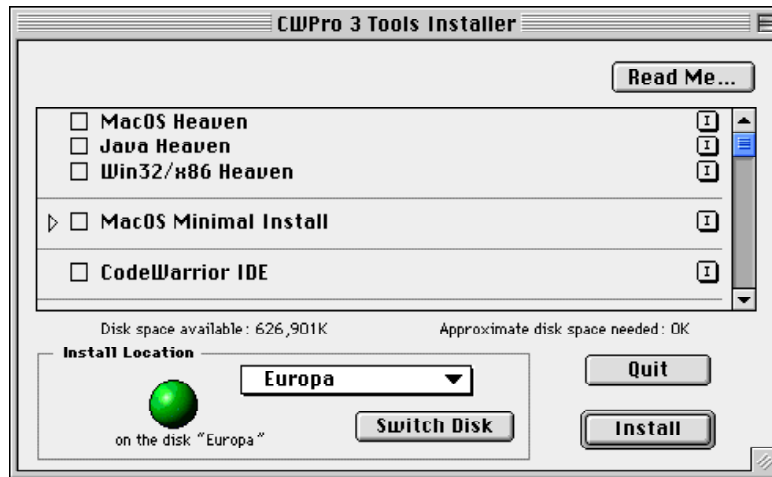 CWPro 3 Tools Installer
Read Me...
MacOS Heaven I
Java Heaven I
Win32/x86 Heaven I
MacOS Minimal Install I
CodeWarrior IDE I
Disk space available: 626,901K Approximate disk space needed: 0K
Install Location
Europa
Quit
Switch Disk
Install
on the disk “Europa”